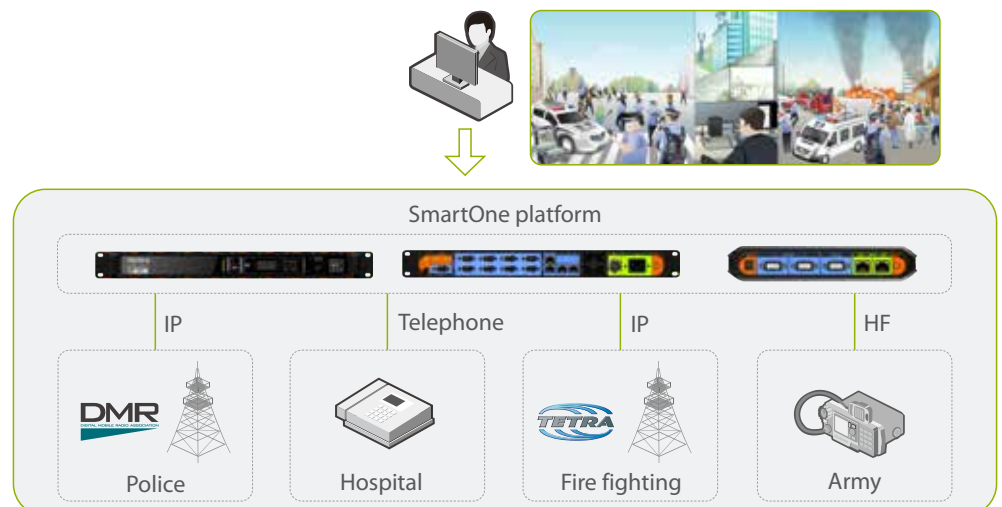 SmartOne platform
IP
Telephone
IP
HF
DMR
DIGITAL MOBILE RADIO ASSOCIATION
TETRA
Police
Hospital
Fire fighting
Army